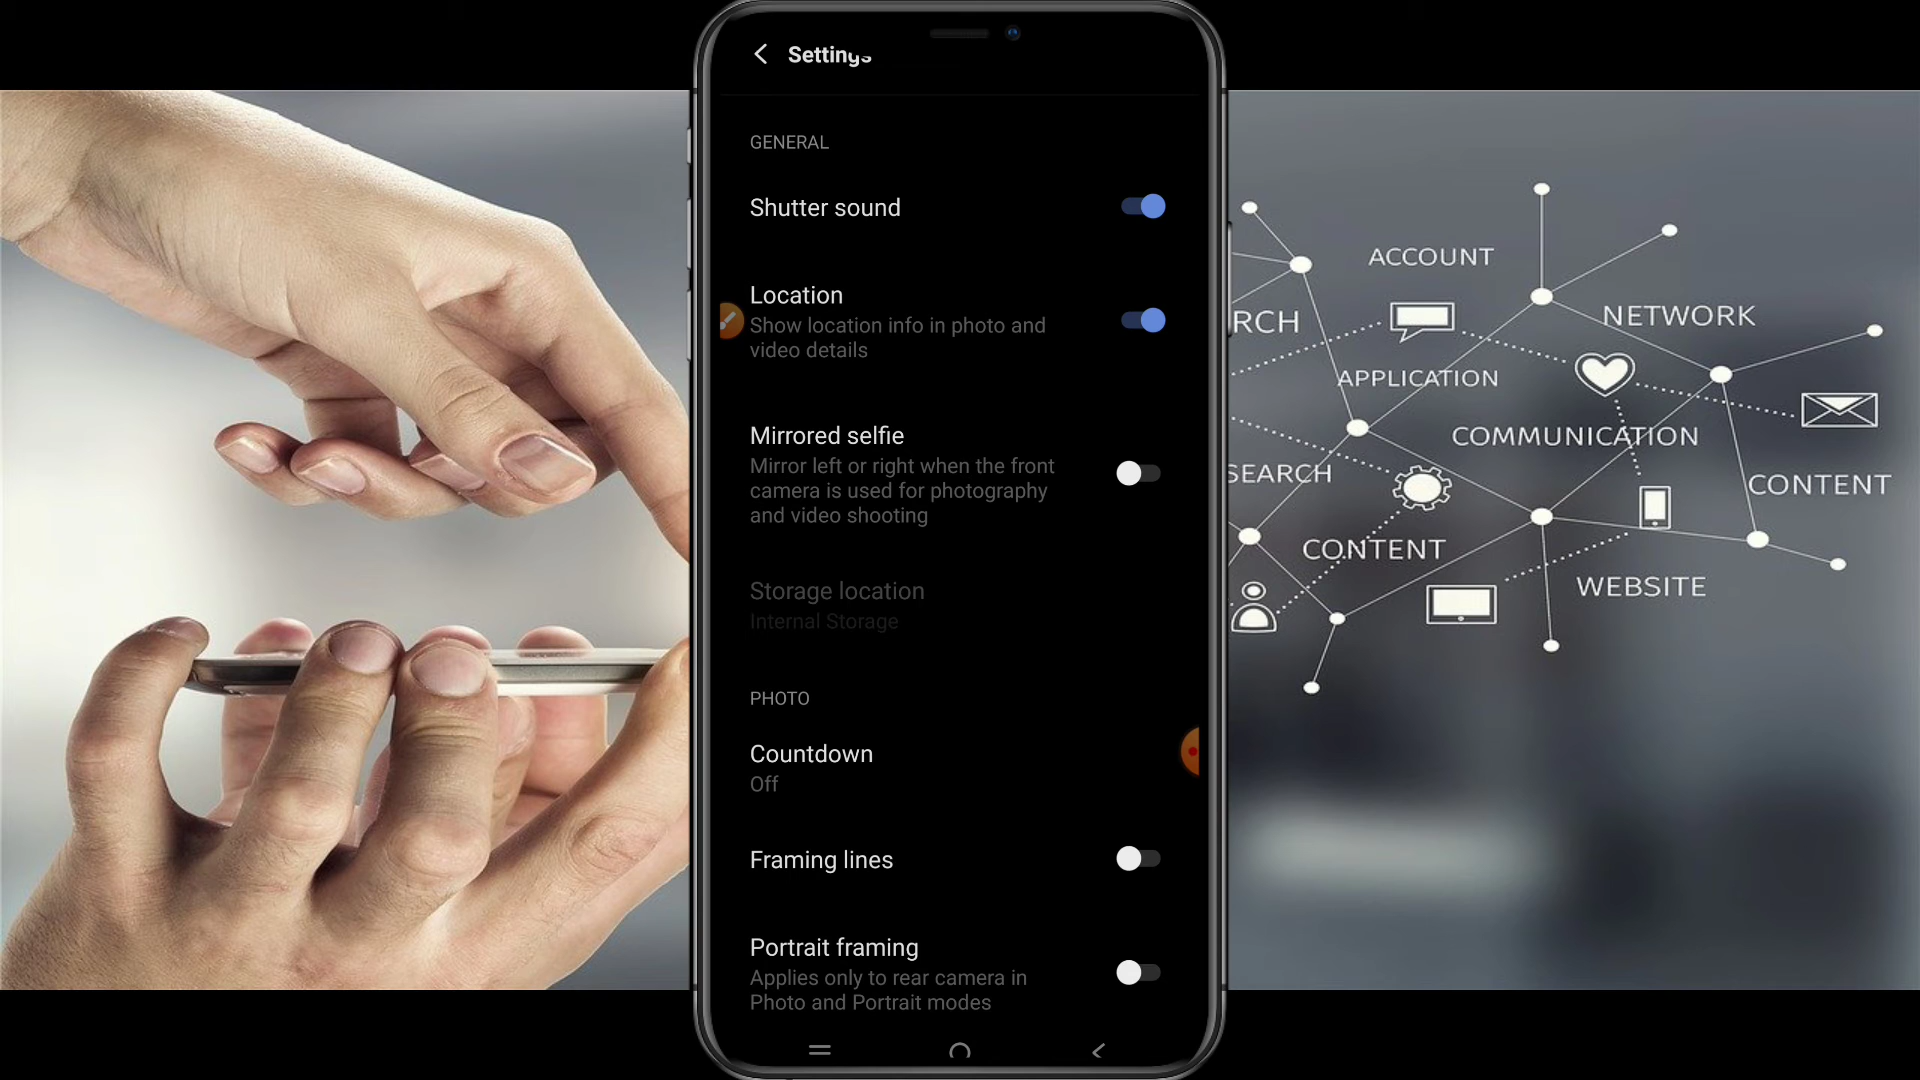 Settings
GENERAL
Shutter sound
Location
Show location info in photo and
video details
Mirrored selfie
Mirror left or right when the front
camera is used for photography
and video shooting
Storage location
Internal Storage
PHOTO
Countdown
Off
Framing lines
Portrait framing
Applies only to rear camera in
Photo and Portrait modes
ACCOUNT
RCH
NETWORK
APPLICATION
COMMUNICATION
SEARCH
CONTENT
CONTENT
WEBSITE